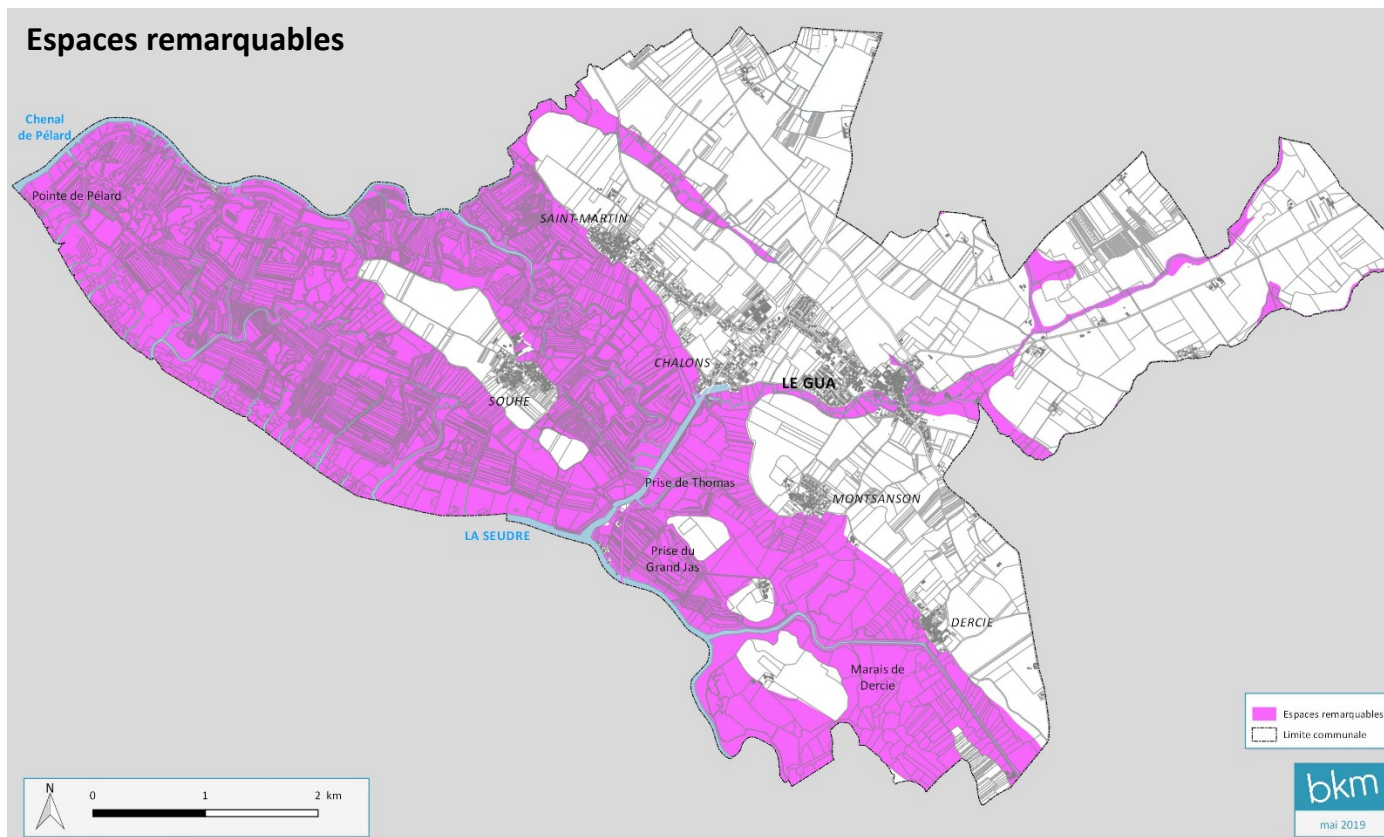 Espaces remarquables
Chenal
de Pélard
Pointe de Pélard
SAINT-MARTIN
CHALONS
LE GUA
SOUHE
Prise de Thomas
MONTSANSON
LA SEUDRE
Prise du
Grand Jas
DERCIE
Marais de
Dercie
Espaces remarquables
Limite communale
N
0 1 2 km
bkm
mai 2019